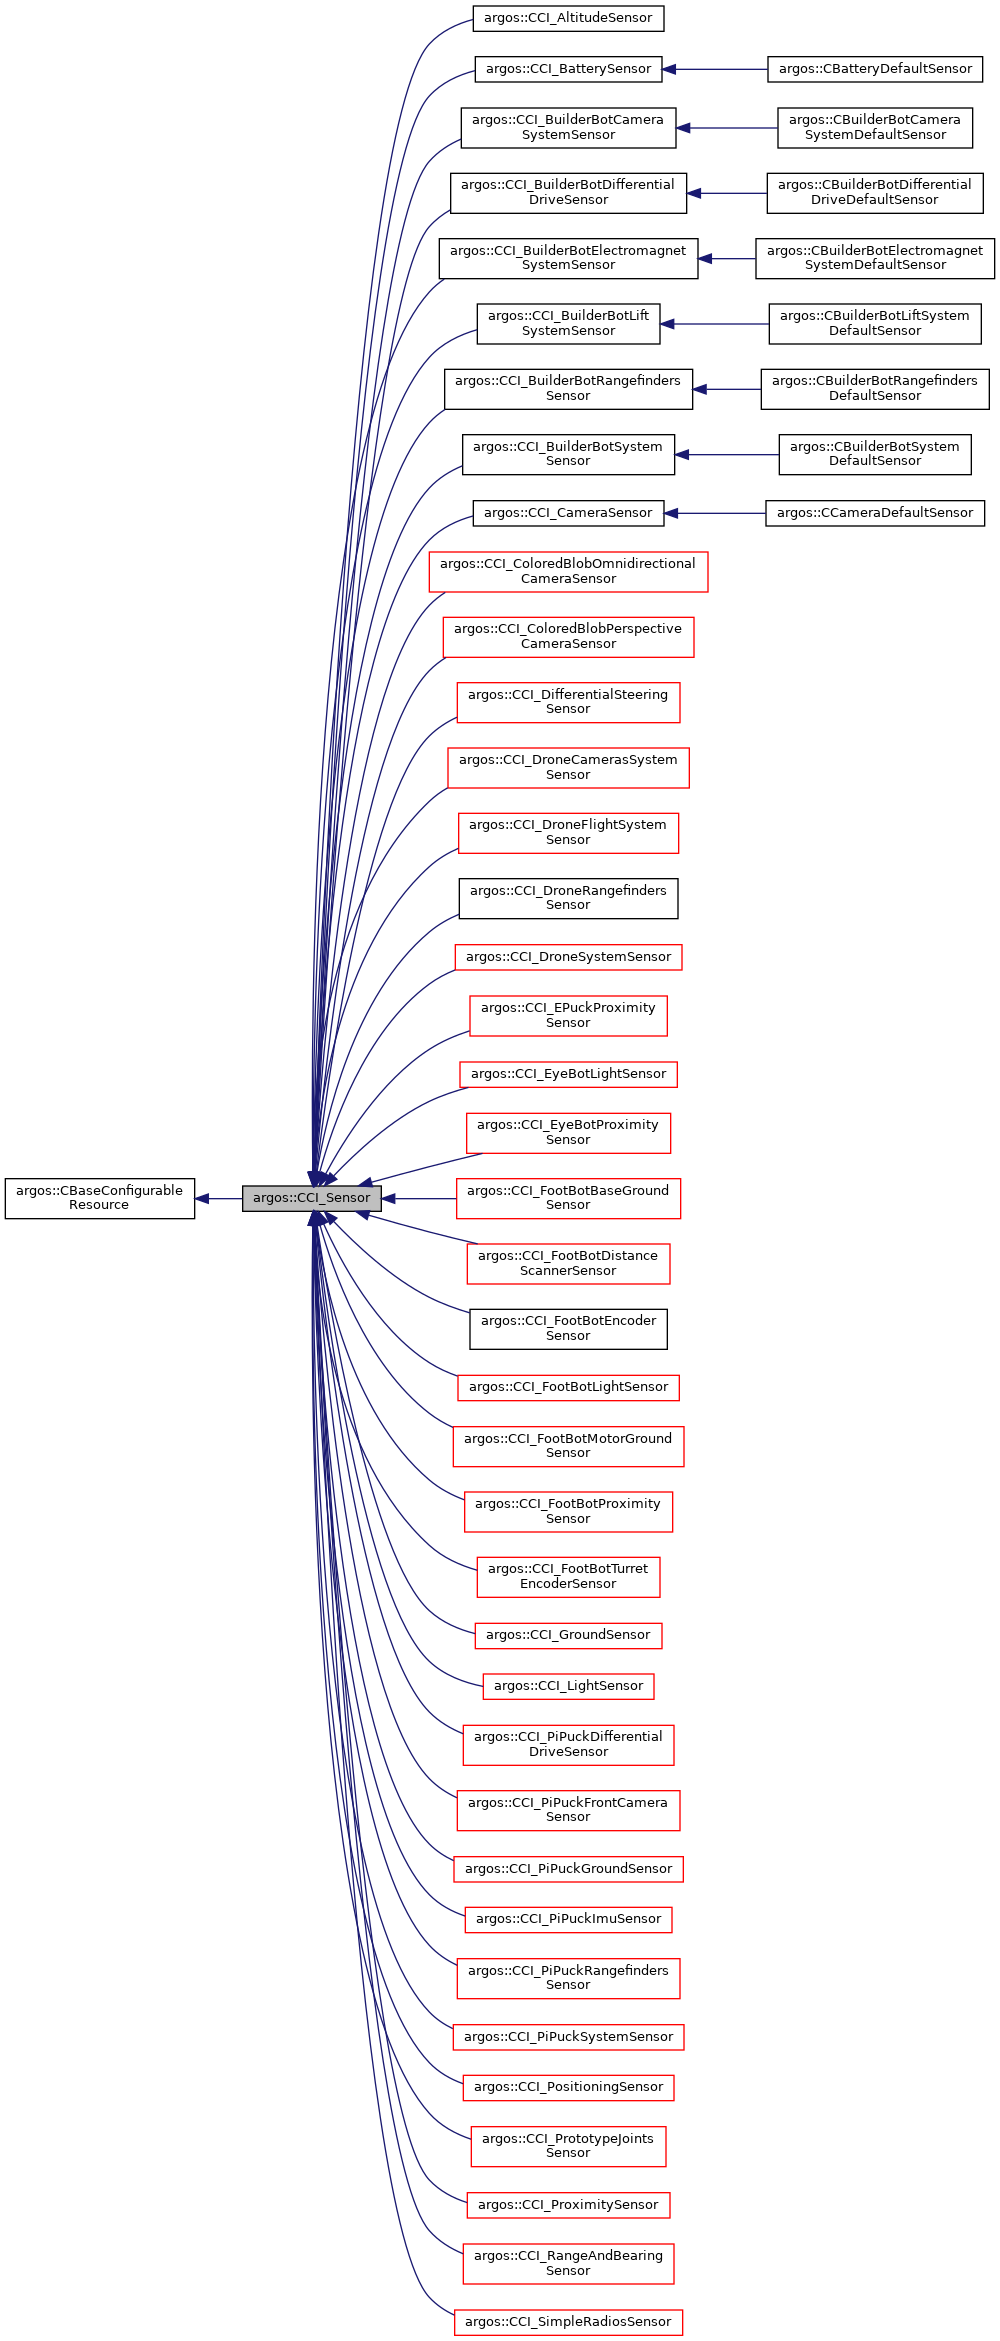 argos::CCI_AltitudeSensor
argos::CCI_BatterySensor
argos::CBatteryDefaultSensor
argos::CCI_BuilderBotCamera
SystemSensor
argos::CBuilderBotCamera
SystemDefaultSensor
argos::CCI_BuilderBotDifferential
DriveSensor
argos::CBuilderBotDifferential
DriveDefaultSensor
argos::CCI_BuilderBotElectromagnet
SystemSensor
argos::CBuilderBotElectromagnet
SystemDefaultSensor
argos::CCI_BuilderBotLift
SystemSensor
argos::CBuilderBotLiftSystem
DefaultSensor
argos::CCI_BuilderBotRangefinders
Sensor
argos::CBuilderBotRangefinders
DefaultSensor
argos::CCI_BuilderBotSystem
Sensor
argos::CBuilderBotSystem
DefaultSensor
argos::CCI_CameraSensor
argos::CCameraDefaultSensor
argos::CCI_ColoredBlobOmnidirectional
CameraSensor
argos::CCI_ColoredBlobPerspective
CameraSensor
argos::CCI_DifferentialSteering
Sensor
argos::CCI_DroneCamerasSystem
Sensor
argos::CCI_DroneFlightSystem
Sensor
argos::CCI_DroneRangefinders
Sensor
argos::CCI_DroneSystemSensor
argos::CCI_EPuckProximity
Sensor
argos::CCI_EyeBotLightSensor
argos::CCI_EyeBotProximity
Sensor
argos::CBaseConfigurable
Resource
argos::CCI_Sensor
argos::CCI_FootBotBaseGround
Sensor
argos::CCI_FootBotDistance
ScannerSensor
argos::CCI_FootBotEncoder
Sensor
argos::CCI_FootBotLightSensor
argos::CCI_FootBotMotorGround
Sensor
argos::CCI_FootBotProximity
Sensor
argos::CCI_FootBotTurret
EncoderSensor
argos::CCI_GroundSensor
argos::CCI_LightSensor
argos::CCI_PiPuckDifferential
DriveSensor
argos::CCI_PiPuckFrontCamera
Sensor
argos::CCI_PiPuckGroundSensor
argos::CCI_PiPuckImuSensor
argos::CCI_PiPuckRangefinders
Sensor
argos::CCI_PiPuckSystemSensor
argos::CCI_PositioningSensor
argos::CCI_PrototypeJoints
Sensor
argos::CCI_ProximitySensor
argos::CCI_RangeAndBearing
Sensor
argos::CCI_SimpleRadiosSensor